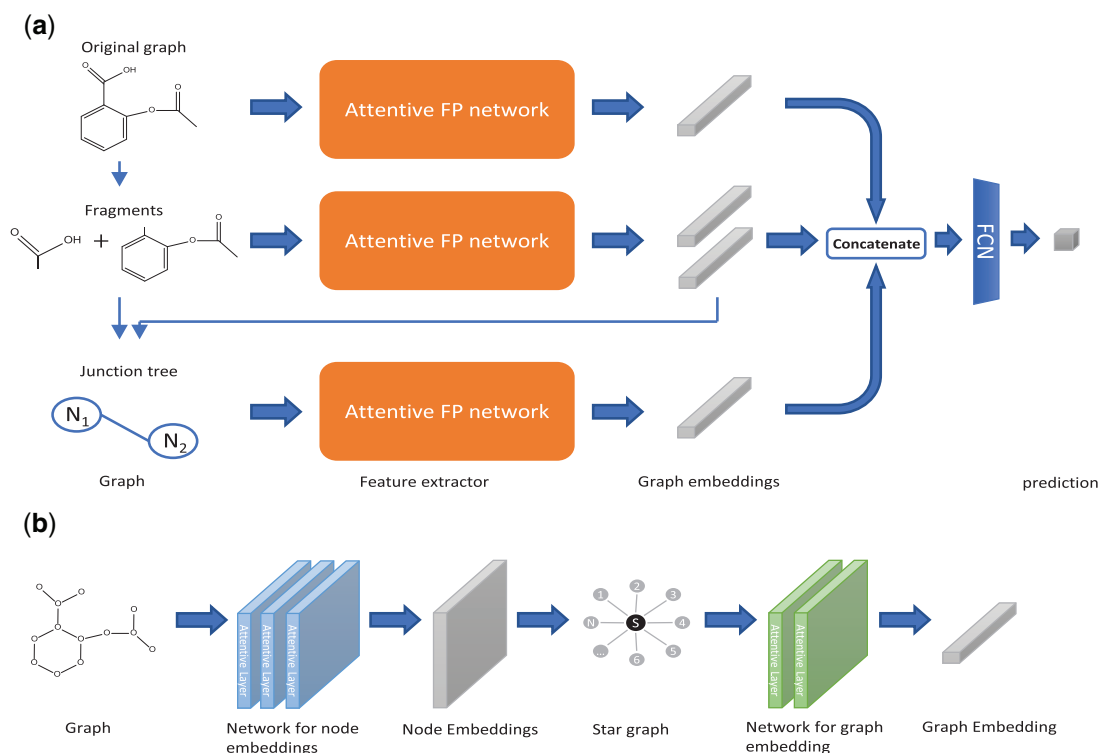 (a)
Original graph
O
OH
O
O
Attentive FP network
Fragments
O
OH
+
O
O
Attentive FP network
Concatenate
FCN
Junction tree
N1
N2
Attentive FP network
Graph
Feature extractor
Graph embeddings
prediction
(b)
Attentive Layer
Attentive Layer
Attentive Layer
1
2
3
N
S
4
...
6
5
Attentive Layer
Attentive Layer
Graph
Network for node
embeddings
Node Embeddings
Star graph
Network for graph
embedding
Graph Embedding